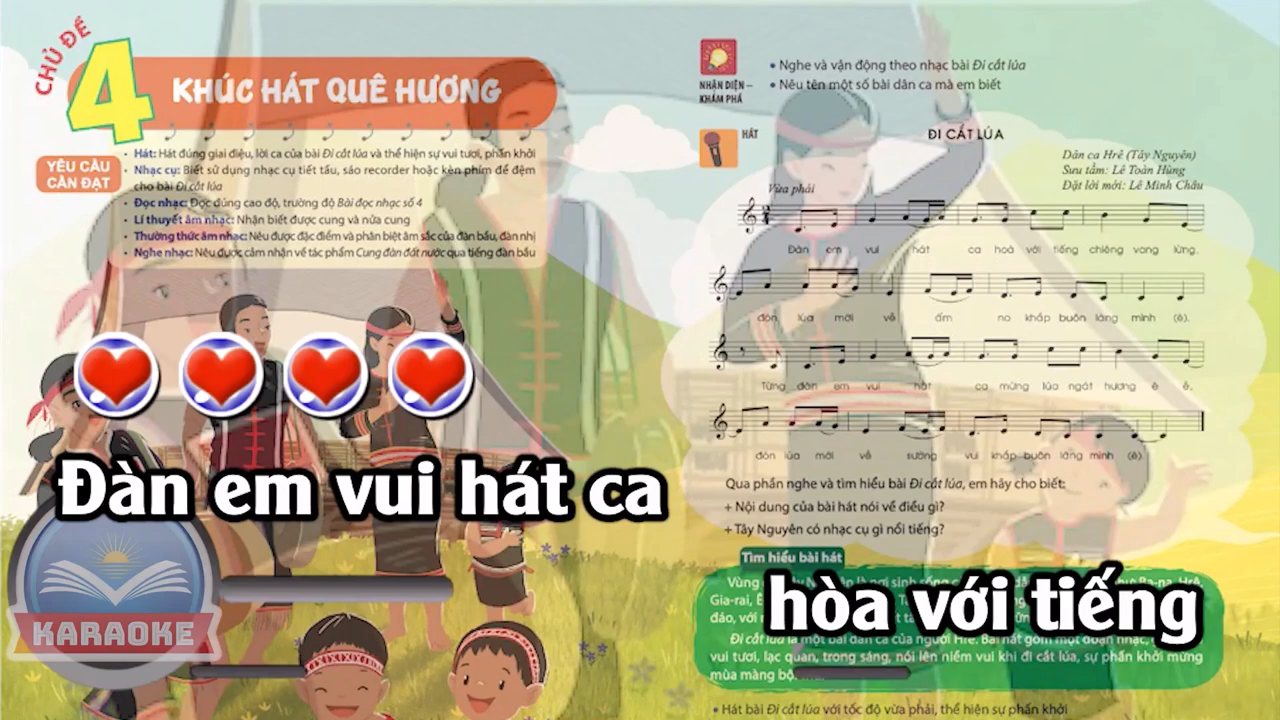 CHỦ ĐỀ
4
KHÚC HÁT QUÊ HƯƠNG
YÊU CẦU
CẦN ĐẠT
• Hát: Hát đúng giai điệu, lời ca của bài Đi cắt lúa và thể hiện sự vui tươi, phấn khởi
• Nhạc cụ: Biết sử dụng nhạc cụ tiết tấu, sáo recorder hoặc kèn phím để đệm
cho bài Đi cắt lúa
• Đọc nhạc: Đọc đúng cao độ, trường độ Bài đọc nhạc số 4
• Lí thuyết âm nhạc: Nhận biết được cung và nửa cung
• Thường thức âm nhạc: Nêu được đặc điểm và phân biệt âm sắc của đàn bầu, đàn nhị
• Nghe nhạc: Nêu được cảm nhận về tác phẩm Cung đàn đất nước qua tiếng đàn bầu
Đàn em vui hát ca
KARAOKE
NHẬN DIỆN –
KHÁM PHÁ
• Nghe và vận động theo nhạc bài Đi cắt lúa
• Nêu tên một số bài dân ca mà em biết
HÁT
ĐI CẮT LÚA
Dân ca Hrê (Tây Nguyên)
Sưu tầm: Lê Toàn Hùng
Đặt lời mới: Lê Minh Châu
Vừa phải
Đàn em vui hát ca hoà với tiếng chiêng vang lừng.
đón lúa mới về ấm no khắp buôn làng mình (ê).
Từng đàn em vui hát ca mừng lúa ngát hương ê ê.
đón lúa mới về sướng vui khắp buôn làng mình (ê)
Qua phần nghe và tìm hiểu bài Đi cắt lúa, em hãy cho biết:
+ Nội dung của bài hát nói về điều gì?
+ Tây Nguyên có nhạc cụ gì nổi tiếng?
Tìm hiểu bài hát
Vùng
Gia-rai,
đáo, với
hòa với tiếng
Đi cắt lúa là một bài dân ca của người Hrê. Bài hát gồm một đoạn nhạc,
vui tươi, lạc quan, trong sáng, nói lên niềm vui khi đi cắt lúa, sự phấn khởi mừng
mùa màng
• Hát bài Đi cắt lúa với tốc độ vừa phải, thể hiện sự phấn khởi